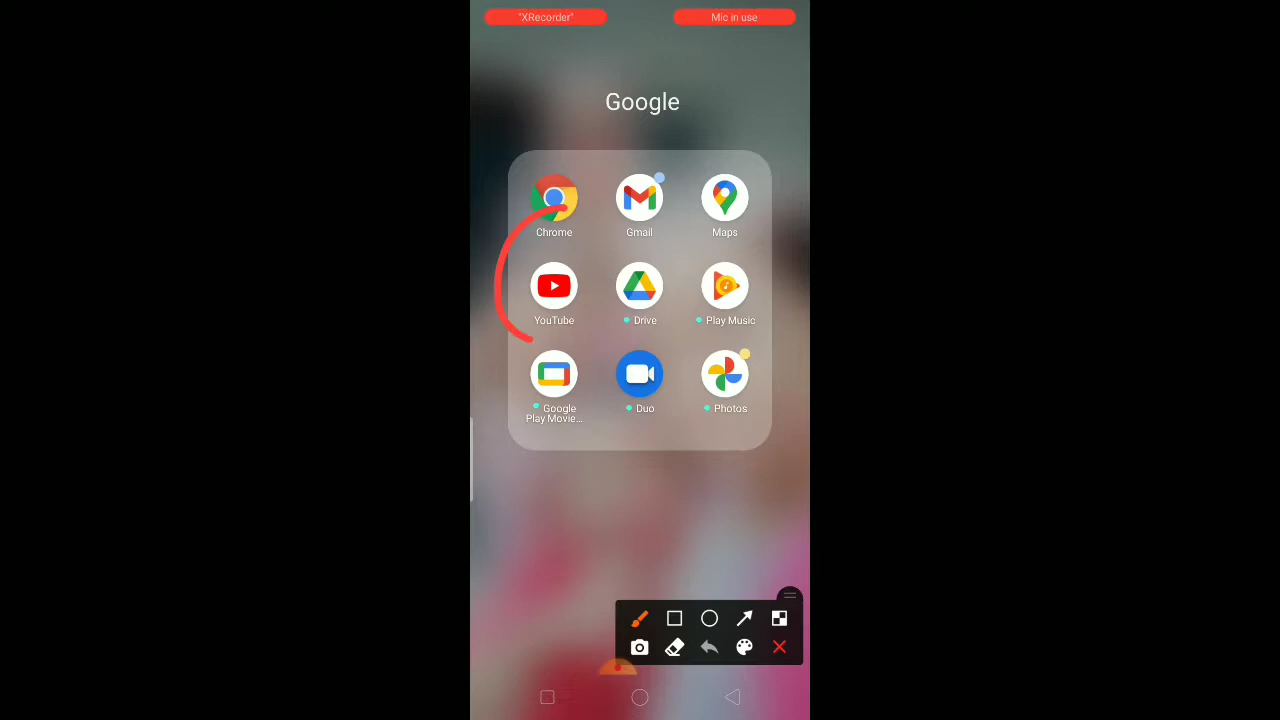 "XRecorder" Mic in use
Google
Chrome Gmail Maps
YouTube Drive Play Music
Google Play Movie... Duo Photos